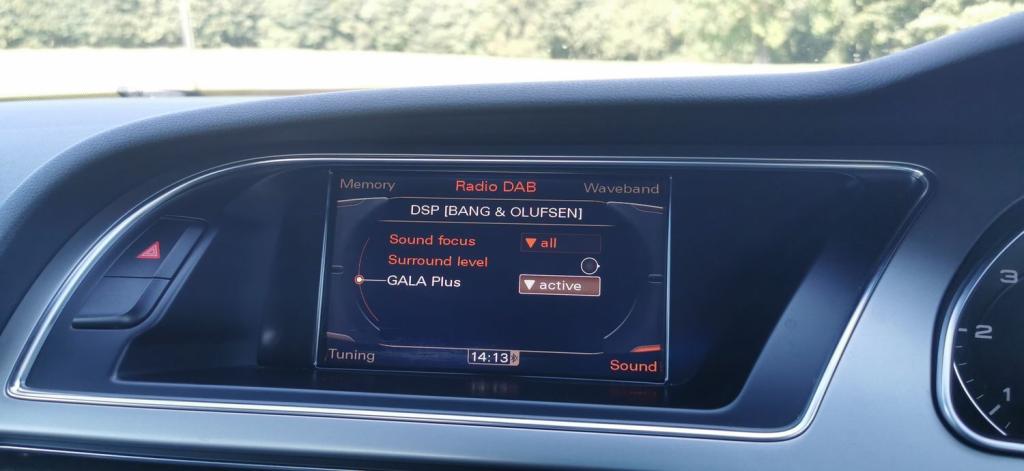 Memory Radio DAB Waveband
DSP [BANG & OLUFSEN]
Sound focus ▼ all
Surround level
GALA Plus ▼ active
Tuning 14:13 Sound
3
2
1